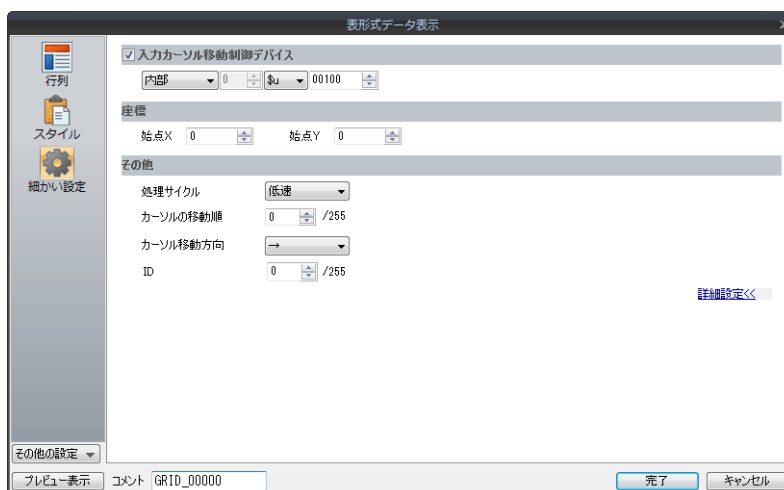 表形式データ表示
行列
スタイル
細かい設定
入力カーソル移動制御デバイス
内部 0 $u 00100
座標
始点X 0 始点Y 0
その他
処理サイクル 低速
カーソルの移動順 0 /255
カーソル移動方向 →
ID 0 /255
詳細設定<<
その他の設定
プレビュー表示 コメント GRID_00000 完了 キャンセル